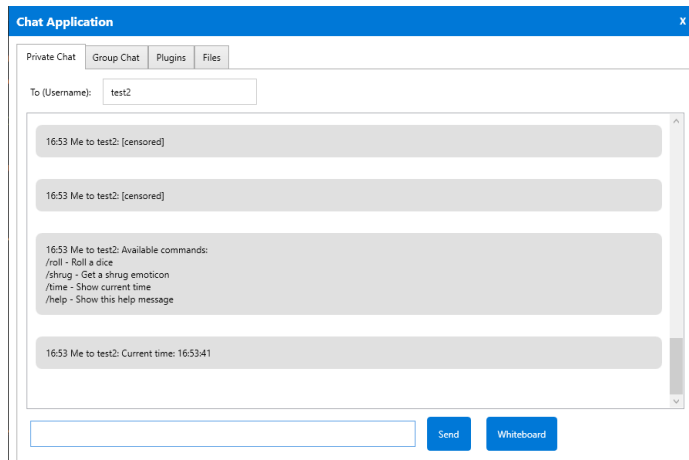 Chat Application
x
Private Chat Group Chat Plugins Files
To (Username): test2
16:53 Me to test2: [censored]
16:53 Me to test2: [censored]
16:53 Me to test2: Available commands:
/roll - Roll a dice
/shrug - Get a shrug emoticon
/time - Show current time
/help - Show this help message
16:53 Me to test2: Current time: 16:53:41
Send Whiteboard